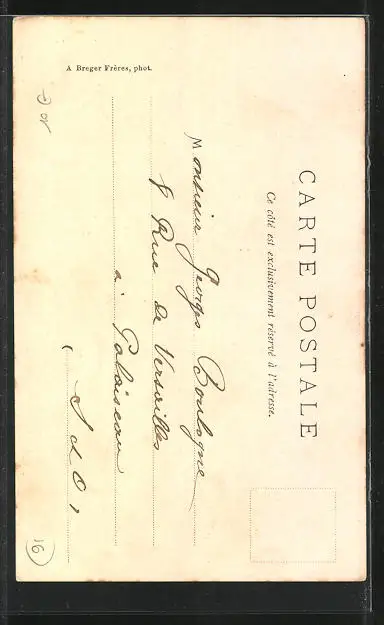 CARTE POSTALE
Ce côté est exclusivement réservé à l'adresse.
Monsieur Georges Boulogne
8 Rue de Versailles
à Palaiseau
(S d O,
A Breger Frères, phot.
16